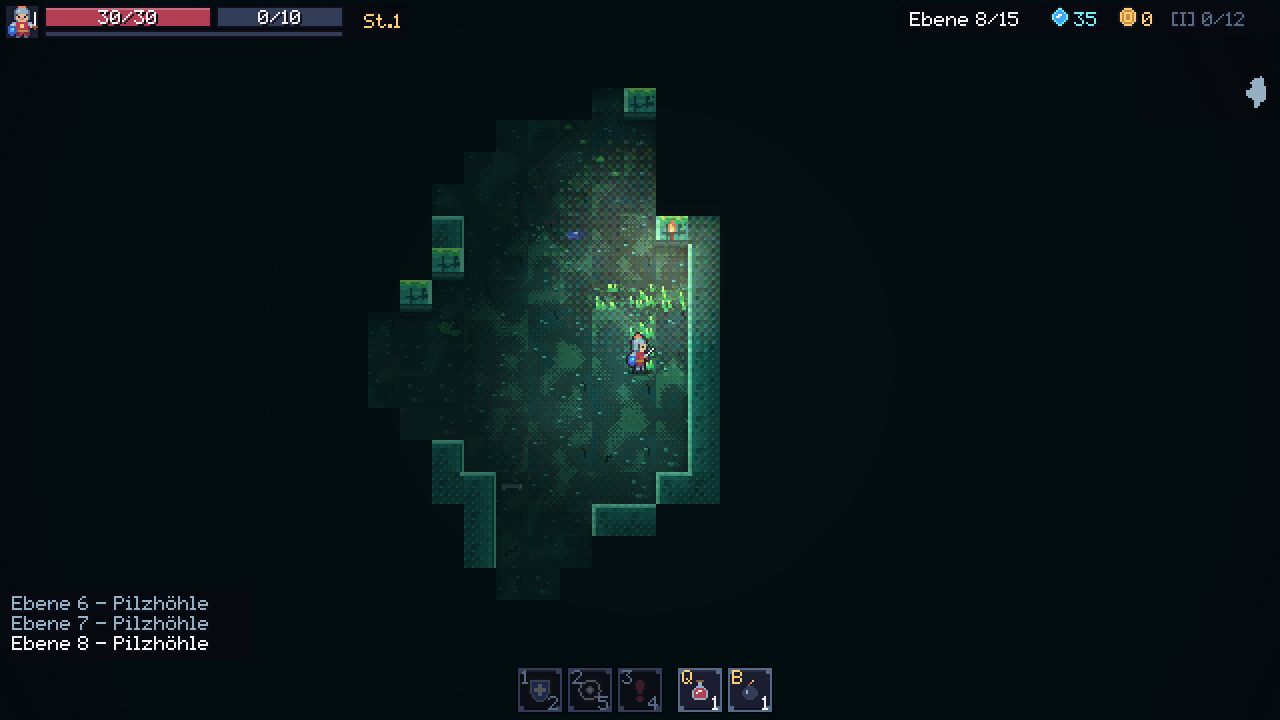 30/30
0/10
St.1
Ebene 8/15
35
0
[I] 0/12
Ebene 6 – Pilzhöhle
Ebene 7 – Pilzhöhle
Ebene 8 – Pilzhöhle
1 2
2 5
3 4
Q 1
B 1